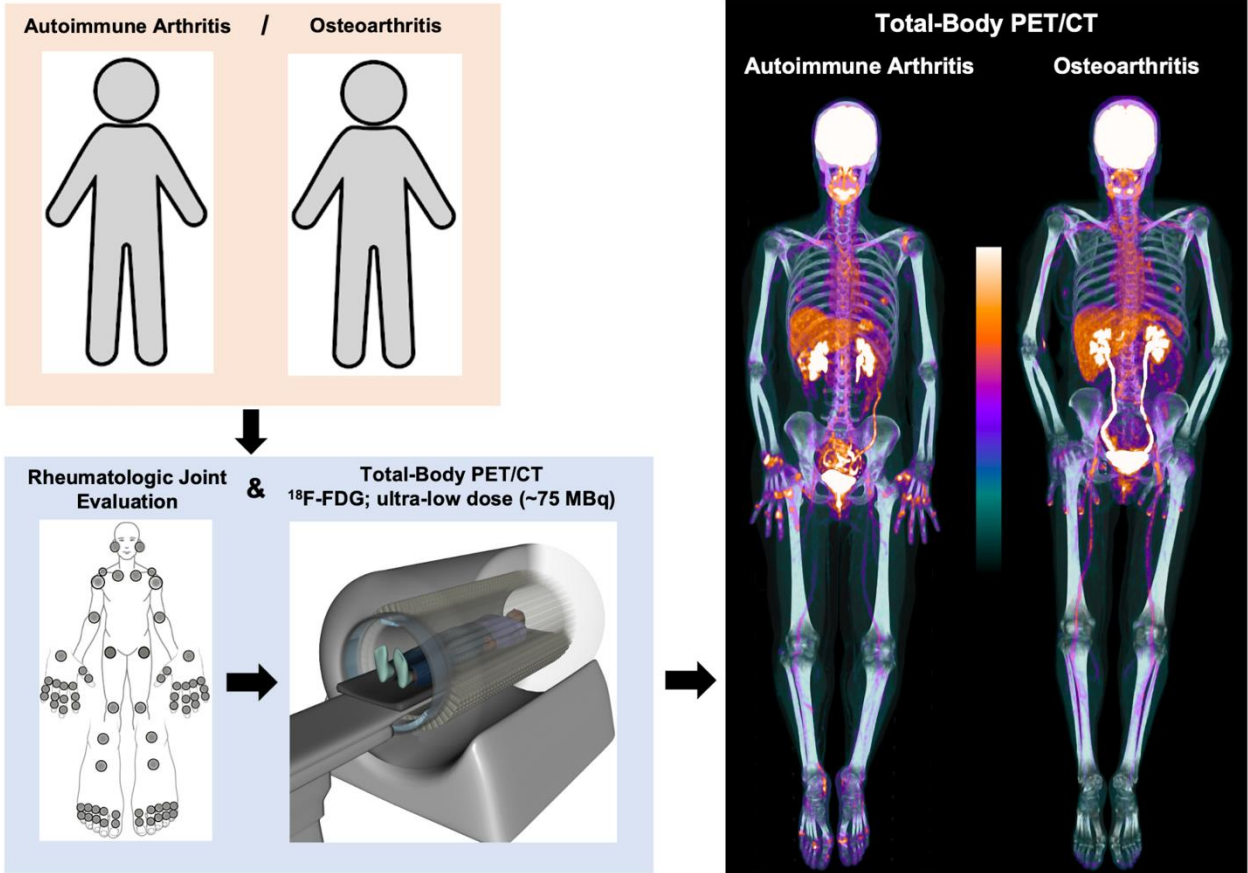 Autoimmune Arthritis / Osteoarthritis
Rheumatologic Joint
Evaluation
&
Total-Body PET/CT
¹⁸F-FDG; ultra-low dose (~75 MBq)
Total-Body PET/CT
Autoimmune Arthritis
Osteoarthritis